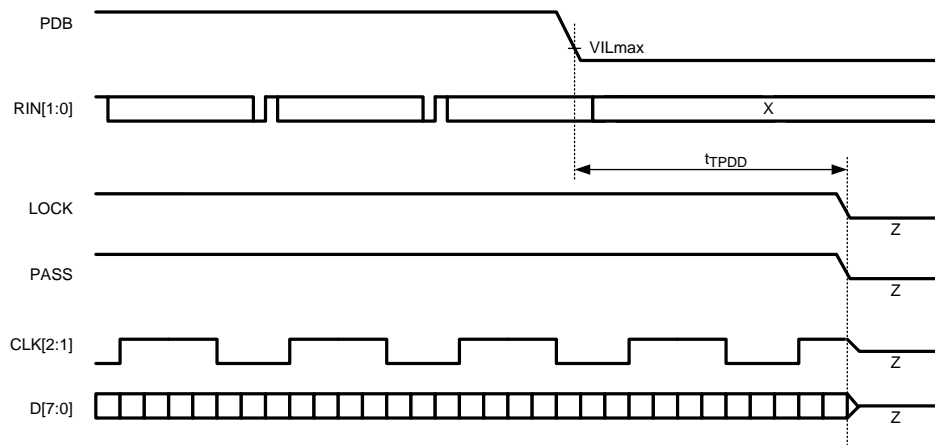 PDB
VILmax
RIN[1:0]
X
tTPDD
LOCK
Z
PASS
Z
CLK[2:1]
Z
D[7:0]
Z